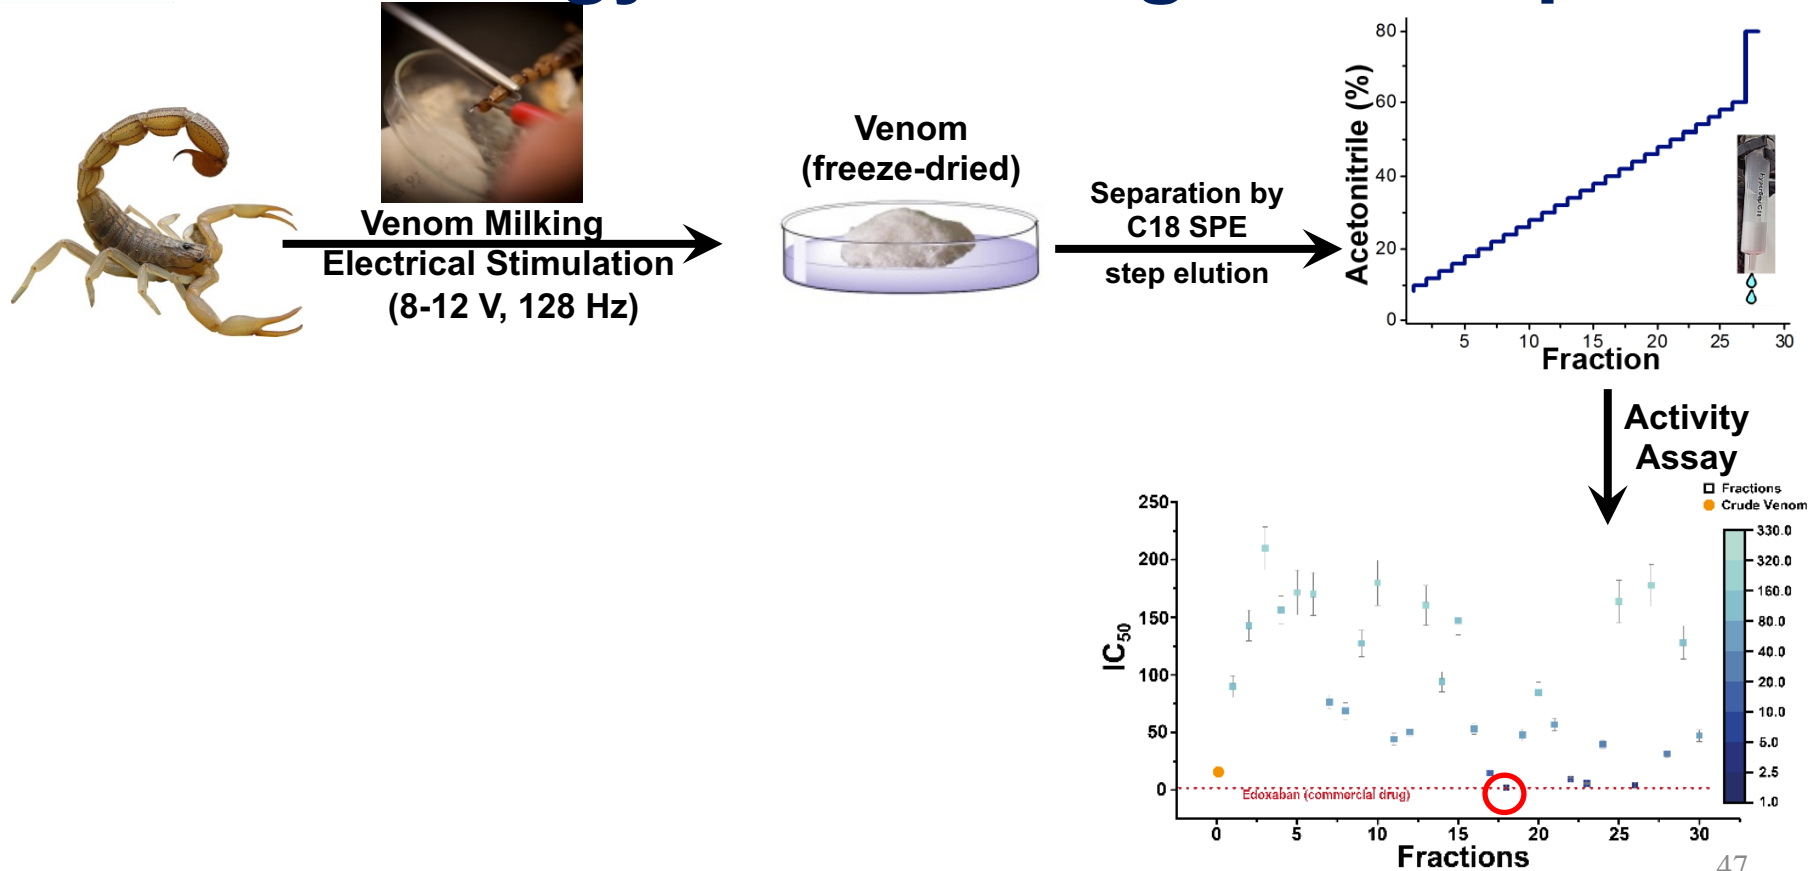 Venom Milking
Electrical Stimulation
(8-12 V, 128 Hz)
Venom
(freeze-dried)
Separation by
C18 SPE
step elution
Acetonitrile (%)
80
60
40
20
0
5
10
15
20
25
30
Fraction
Activity
Assay
Fractions
Crude Venom
IC50
250
200
150
100
50
0
Edoxaban (commercial drug)
0
5
10
15
20
25
30
Fractions
330.0
320.0
160.0
80.0
40.0
20.0
10.0
5.0
2.5
1.0
47